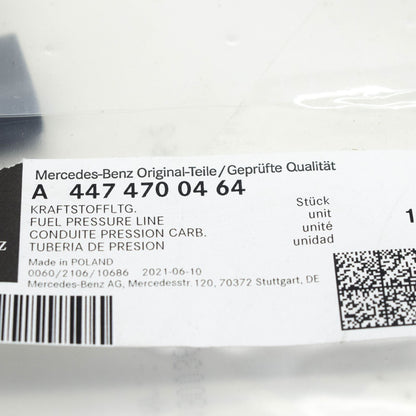 Mercedes-Benz Original-Teile/Geprüfte Qualität
A 447 470 04 64
KRAFTSTOFFLTG.
FUEL PRESSURE LINE
CONDUITE PRESSION CARB.
TUBERIA DE PRESION
Stück
unit
unité
unidad
1
z
Made in POLAND
0060/2106/10686 2021-06-10
Mercedes-Benz AG, Mercedesstr. 120, 70372 Stuttgart, DE